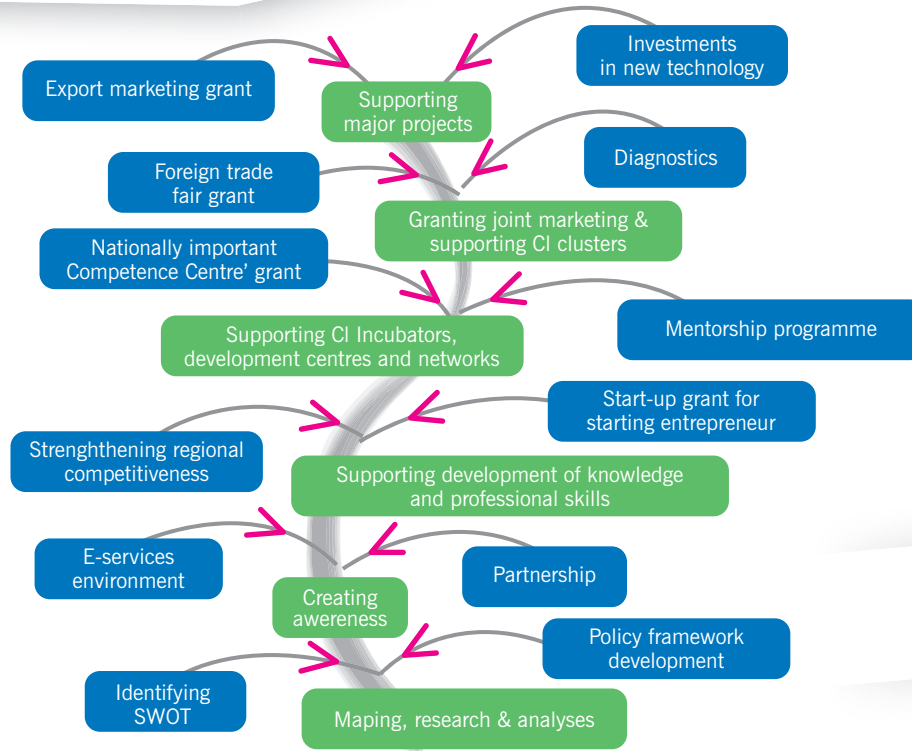 Investments
in new technology
Export marketing grant
Supporting
major projects
Diagnostics
Foreign trade
fair grant
Granting joint marketing &
supporting CI clusters
Nationally important
Competence Centre' grant
Mentorship programme
Supporting CI Incubators,
development centres and networks
Start-up grant for
starting entrepreneur
Strenghthening regional
competitiveness
Supporting development of knowledge
and professional skills
E-services
environment
Partnership
Creating
awereness
Policy framework
development
Identifying
SWOT
Maping, research & analyses